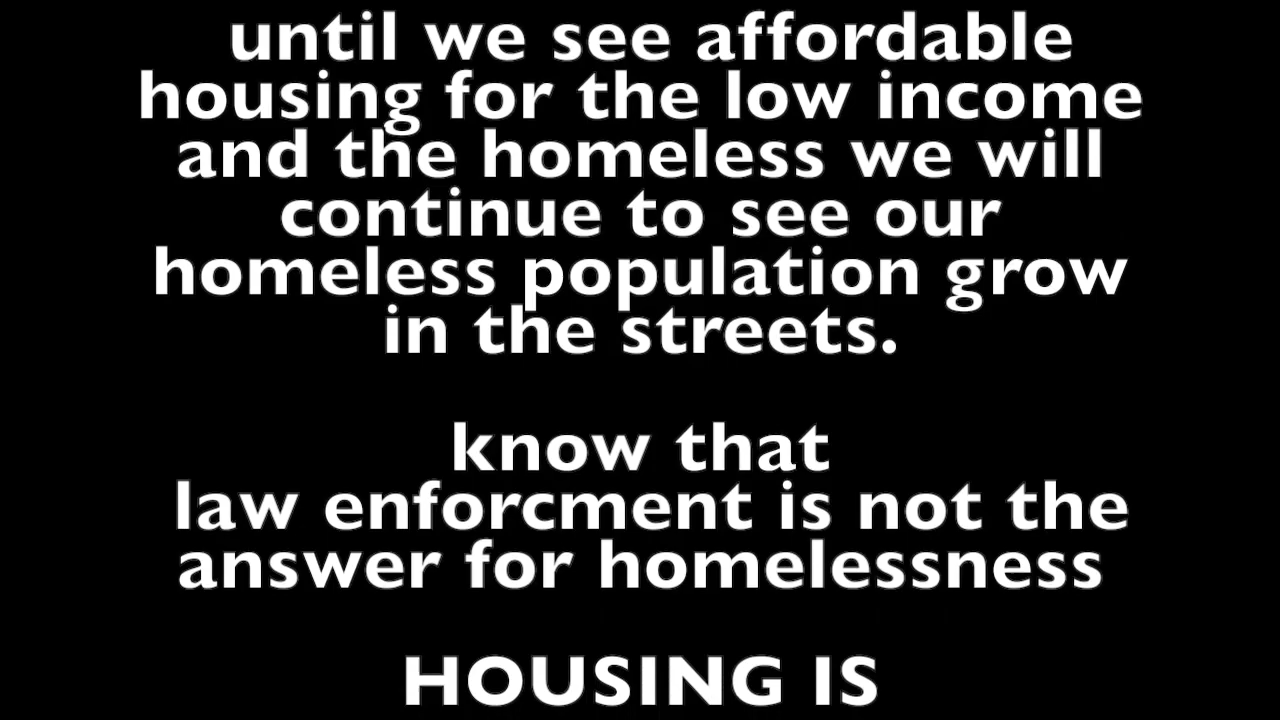 until we see affordable
housing for the low income
and the homeless we will
continue to see our
homeless population grow
in the streets.
know that
law enforcment is not the
answer for homelessness
HOUSING IS